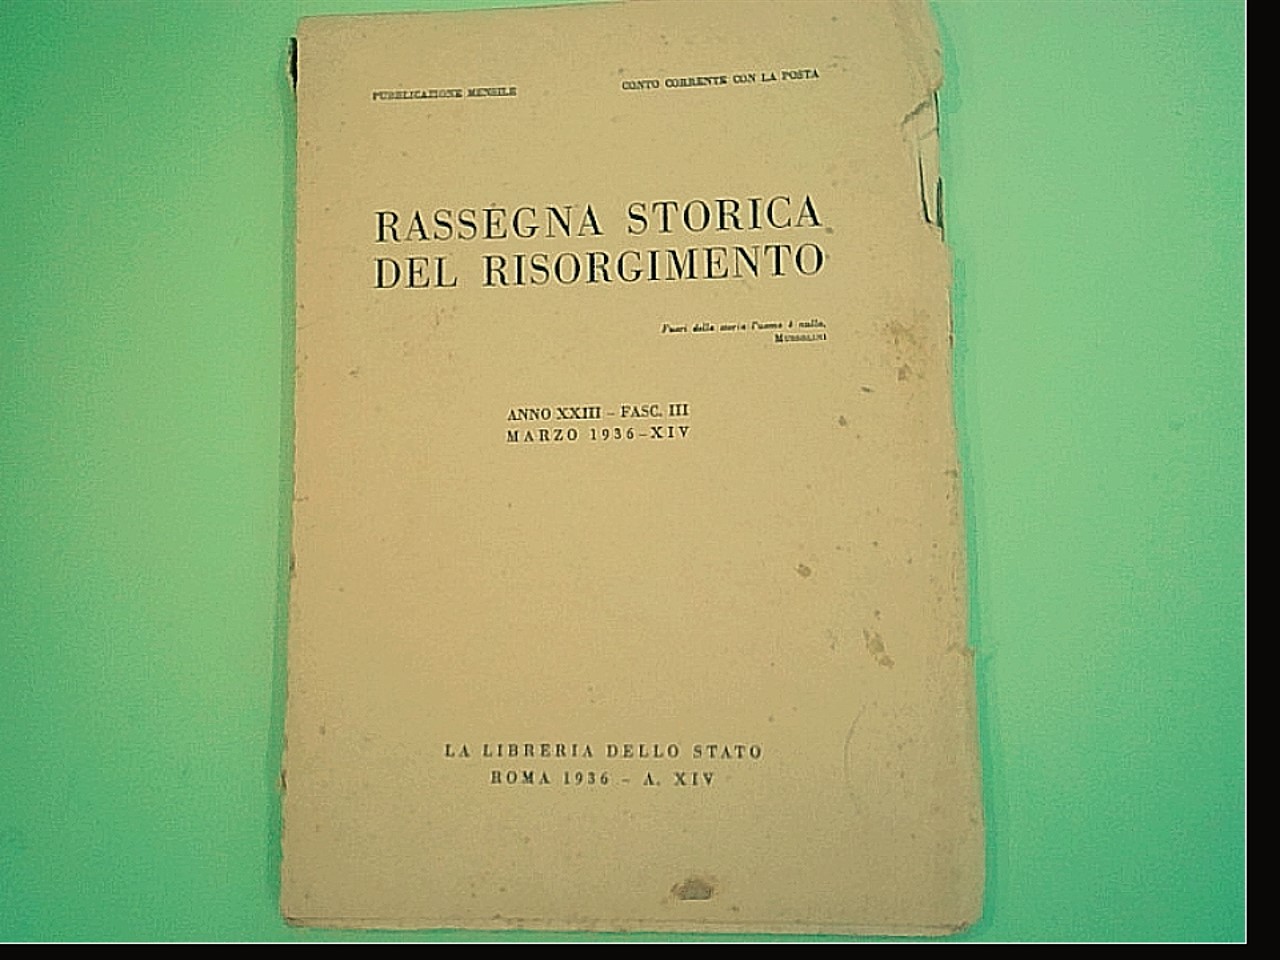 PUBBLICAZIONE MENSILE
CONTO CORRENTE CON LA POSTA
RASSEGNA STORICA
DEL RISORGIMENTO
Fuori della storia l'uomo è nulla.
MUSSOLINI
ANNO XXIII - FASC. III
MARZO 1936-XIV
LA LIBRERIA DELLO STATO
ROMA 1936 - A. XIV